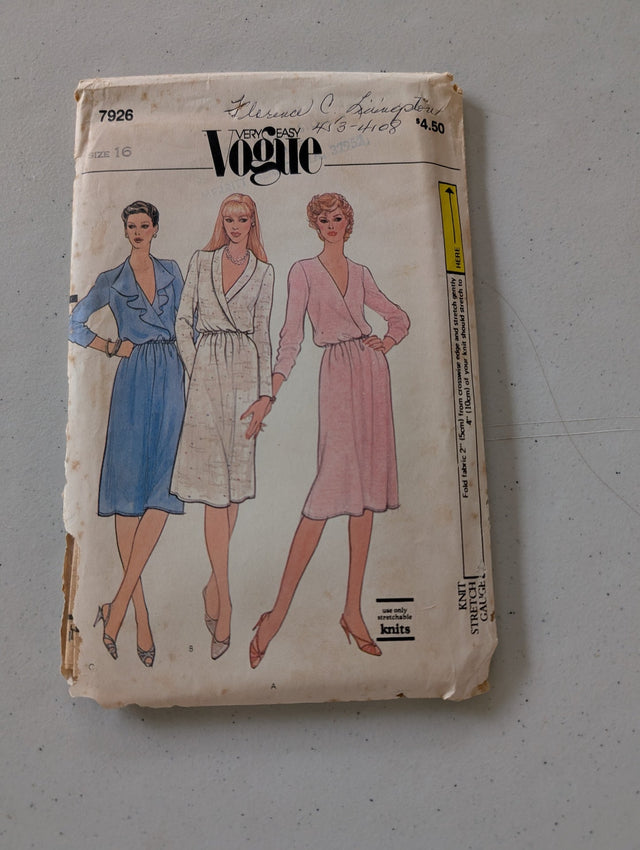 7926
Florence C. Livingston
413-4108
$4.50
SIZE 16
VERY EASY
Vogue
HERE
Fold fabric 2" (5cm) from crosswise edge and stretch gently
4" (10cm) of your knit should stretch to
KNIT
STRETCH
GAUGE
use only
stretchable
knits
C
B
A